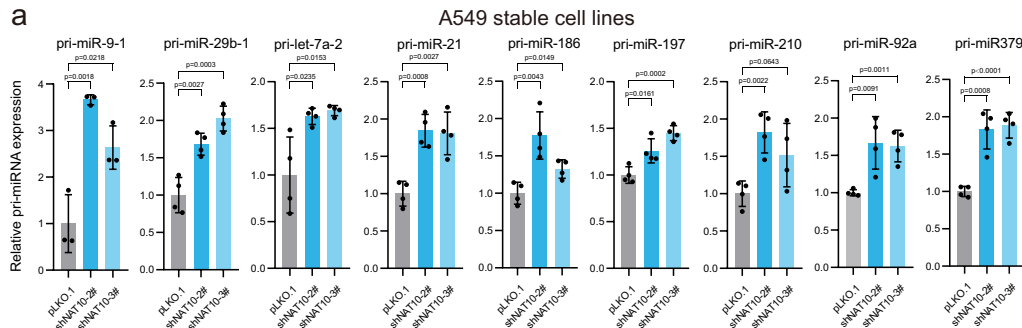 a
A549 stable cell lines
Relative pri-miRNA expression
pri-miR-9-1
p=0.0218
p=0.0018
4
3
2
1
0
pLKO.1
shNAT10-2#
shNAT10-3#
pri-miR-29b-1
p=0.0003
p=0.0027
2.5
2.0
1.5
1.0
0.5
0.0
pLKO.1
shNAT10-2#
shNAT10-3#
pri-let-7a-2
p=0.0153
p=0.0235
2.0
1.5
1.0
0.5
0.0
pLKO.1
shNAT10-2#
shNAT10-3#
pri-miR-21
p=0.0027
p=0.0008
2.5
2.0
1.5
1.0
0.5
0.0
pLKO.1
shNAT10-2#
shNAT10-3#
pri-miR-186
p=0.0149
p=0.0043
2.5
2.0
1.5
1.0
0.5
0.0
pLKO.1
shNAT10-2#
shNAT10-3#
pri-miR-197
p=0.0002
p=0.0161
2.0
1.5
1.0
0.5
0.0
pLKO.1
shNAT10-2#
shNAT10-3#
pri-miR-210
p=0.0643
p=0.0022
2.5
2.0
1.5
1.0
0.5
0.0
pLKO.1
shNAT10-2#
shNAT10-3#
pri-miR-92a
p=0.0011
p=0.0091
2.5
2.0
1.5
1.0
0.5
0.0
pLKO.1
shNAT10-2#
shNAT10-3#
pri-miR379
p<0.0001
p=0.0008
2.5
2.0
1.5
1.0
0.5
0.0
pLKO.1
shNAT10-2#
shNAT10-3#